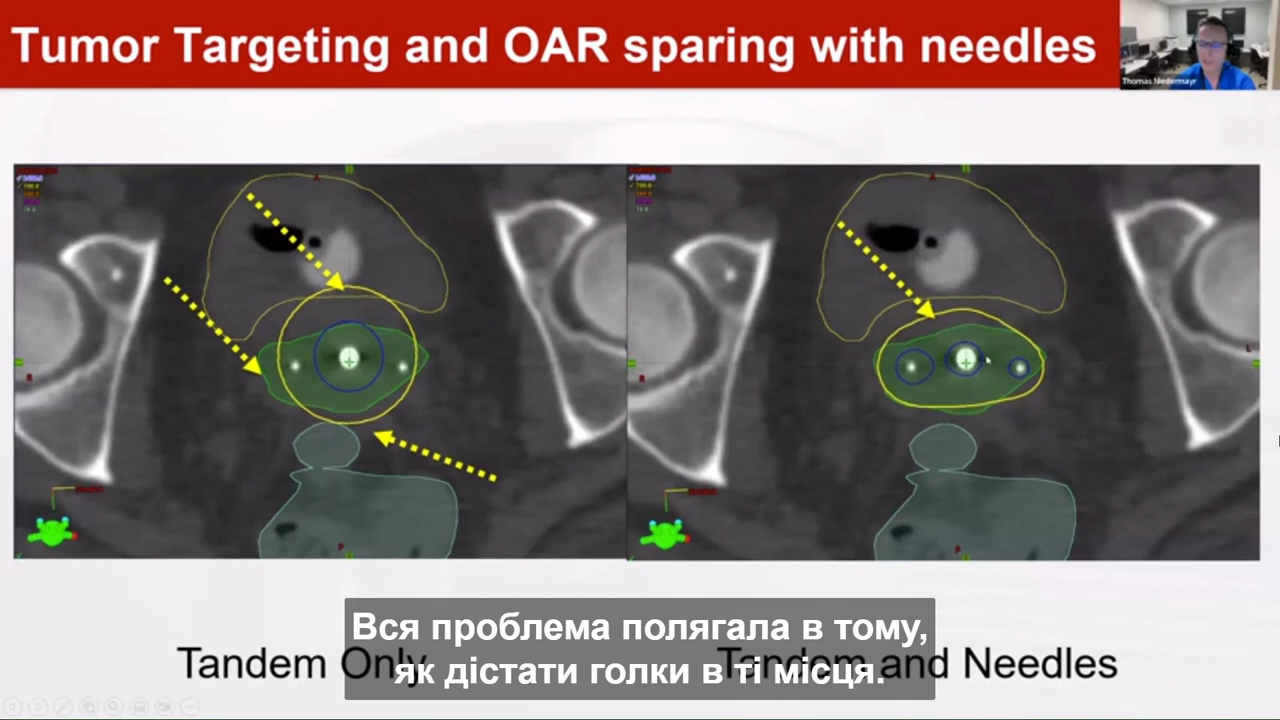 Tumor Targeting and OAR sparing with needles
Thomas Niedermayr
R
P
R
L
P
Вся проблема полягала в тому,
як дістати голки в ті місця.
Tandem Only
Tandem and Needles